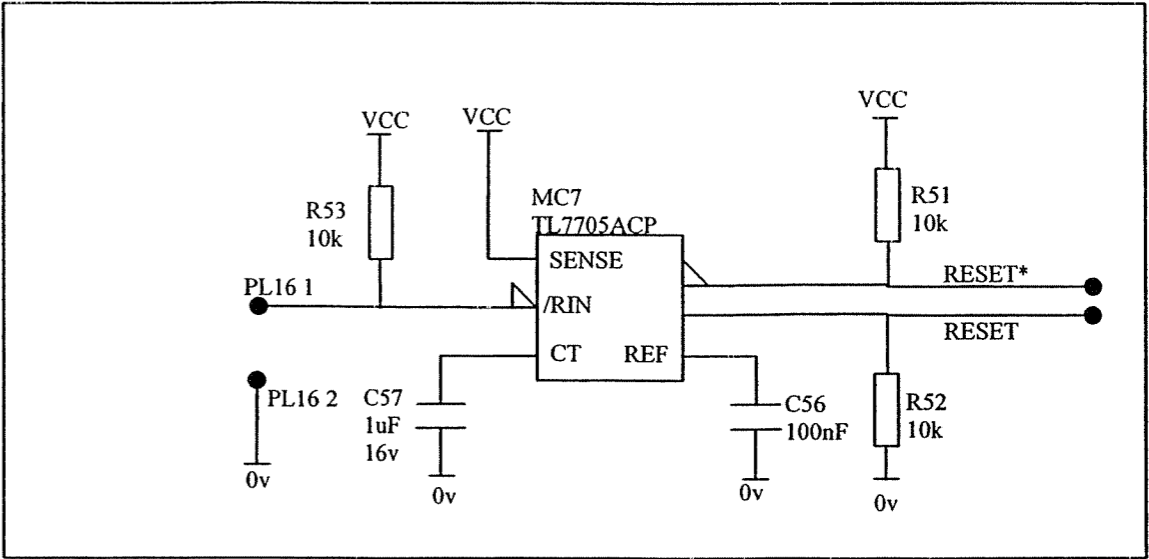 VCC
VCC
VCC
MC7
TL7705ACP
R53
10k
R51
10k
SENSE
RESET*
PL16 1
/RIN
RESET
CT
REF
PL16 2
C57
1uF
16v
C56
100nF
R52
10k
0v
0v
0v
0v